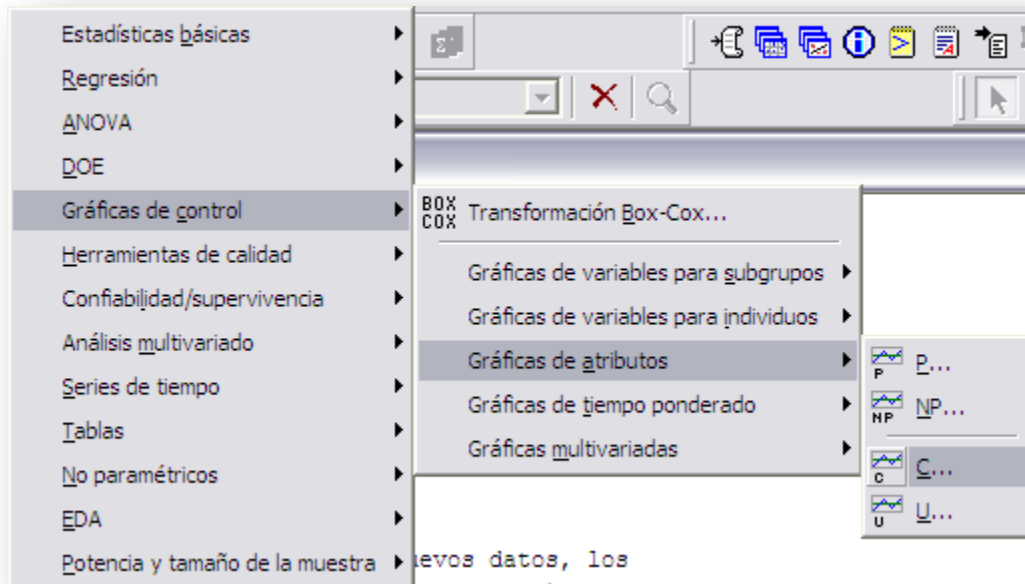 Estadísticas básicas
Regresión
ANOVA
DOE
Gráficas de control
Herramientas de calidad
Confiabilidad/supervivencia
Análisis multivariado
Series de tiempo
Tablas
No paramétricos
EDA
Potencia y tamaño de la muestra
BOX COX Transformación Box-Cox...
Gráficas de variables para subgrupos
Gráficas de variables para individuos
Gráficas de atributos
Gráficas de tiempo ponderado
Gráficas multivariadas
P P...
NP NP...
C C...
U U...
datos, los